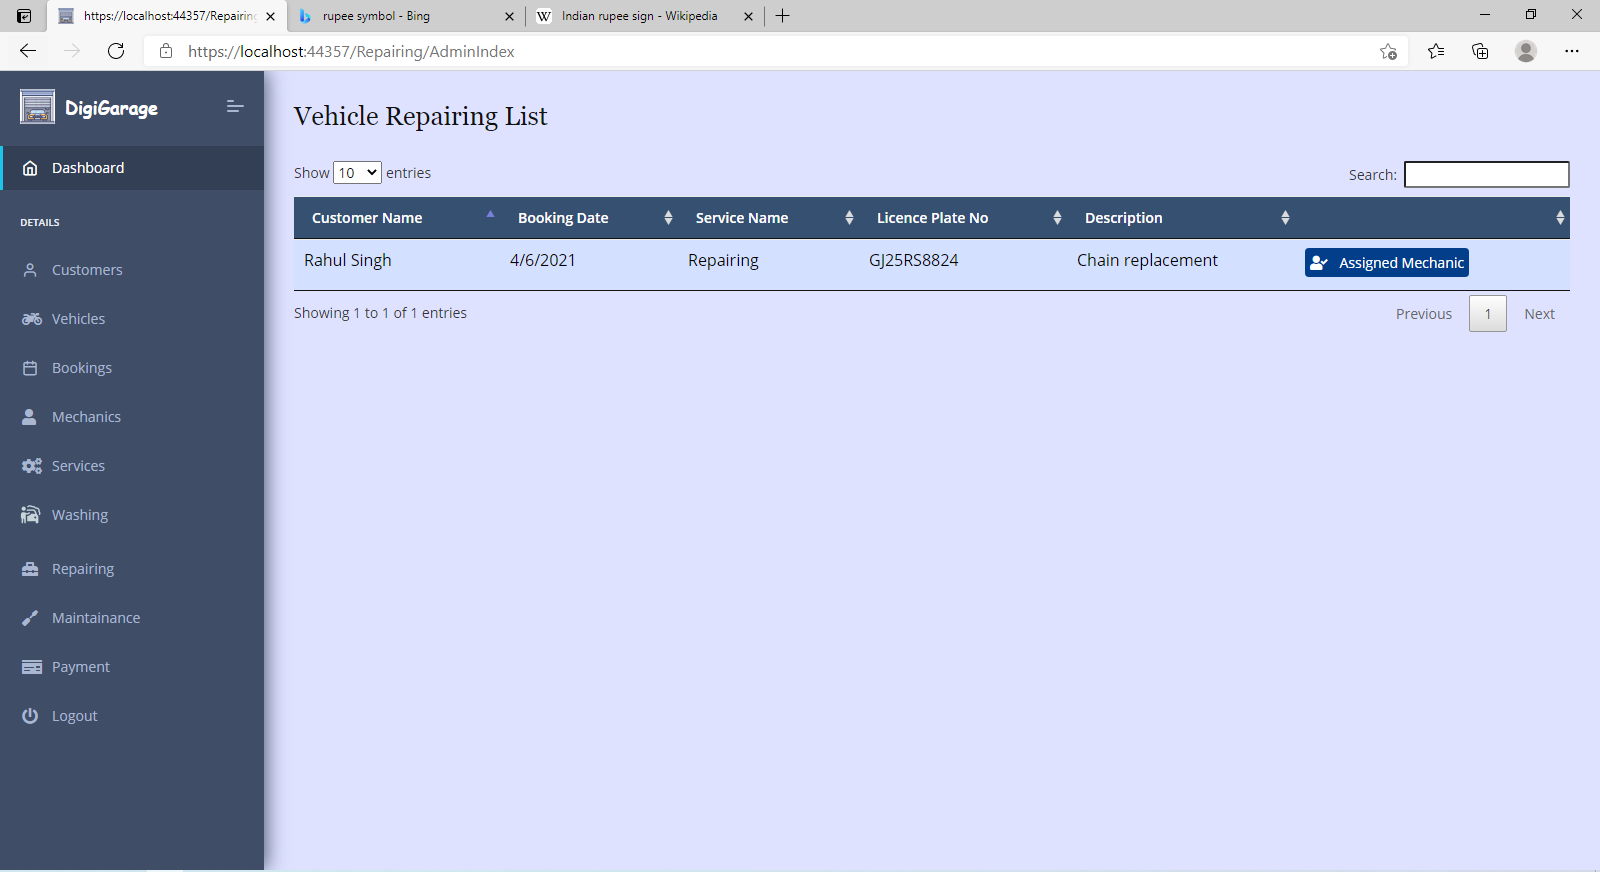 https://localhost:44357/Repairing
rupee symbol - Bing
Indian rupee sign - Wikipedia
https://localhost:44357/Repairing/AdminIndex
DigiGarage
Dashboard
DETAILS
Customers
Vehicles
Bookings
Mechanics
Services
Washing
Repairing
Maintainance
Payment
Logout
Vehicle Repairing List
Show 10 entries
Search:
Customer Name Booking Date Service Name Licence Plate No Description
Rahul Singh 4/6/2021 Repairing GJ25RS8824 Chain replacement Assigned Mechanic
Showing 1 to 1 of 1 entries
Previous 1 Next